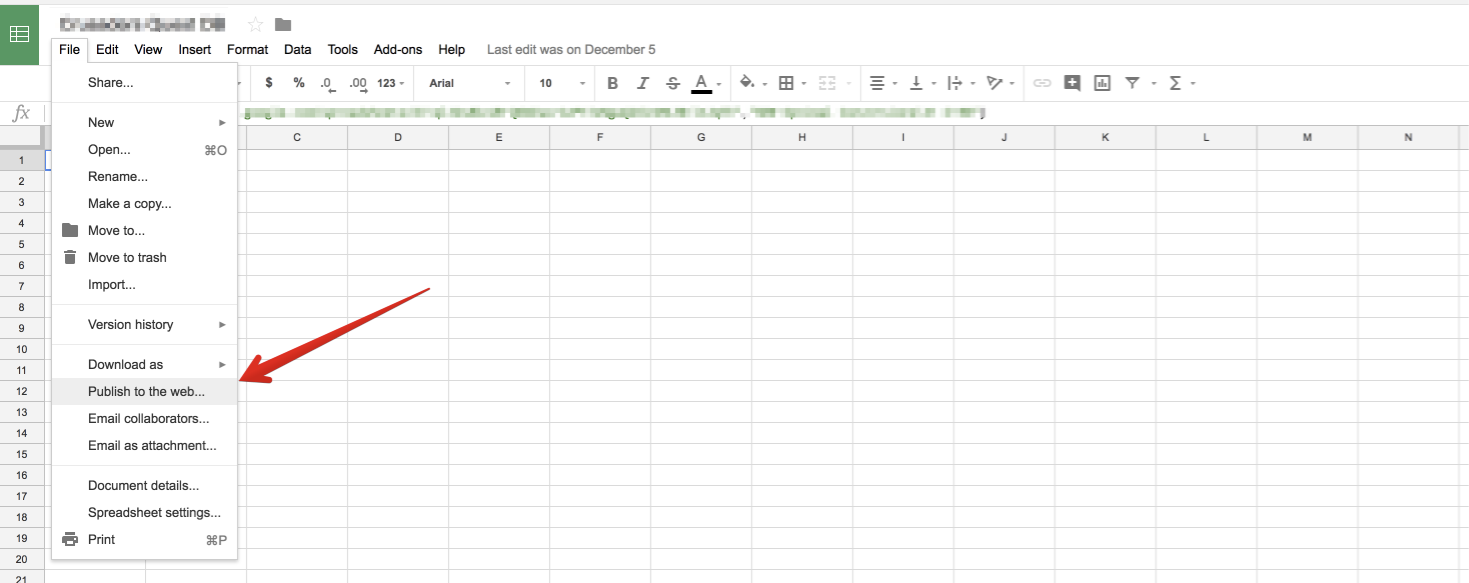 File Edit View Insert Format Data Tools Add-ons Help Last edit was on December 5
Share...
$ % .0 .00 123 Arial 10 B I S A
fx
New
Open... ⌘O
Rename...
Make a copy...
Move to...
Move to trash
Import...
Version history
Download as
Publish to the web...
Email collaborators...
Email as attachment...
Document details...
Spreadsheet settings...
Print ⌘P
C D E F G H I J K L M N
1
2
3
4
5
6
7
8
9
10
11
12
13
14
15
16
17
18
19
20
21